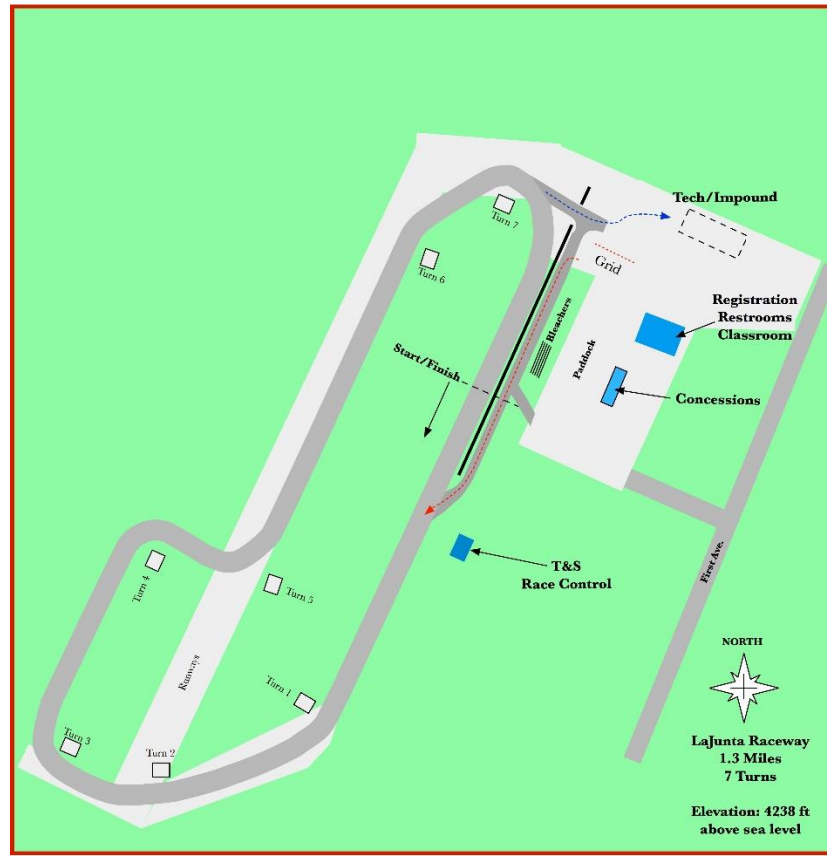 Turn 7
Tech/Impound
Turn 6
Grid
Registration
Restrooms
Classroom
Bleachers
Start/Finish
Paddock
Concessions
Turn 4
T&S
Race Control
First Ave.
Turn 5
Runways
Turn 1
NORTH
Turn 3
Turn 2
LaJunta Raceway
1.3 Miles
7 Turns
Elevation: 4238 ft
above sea level